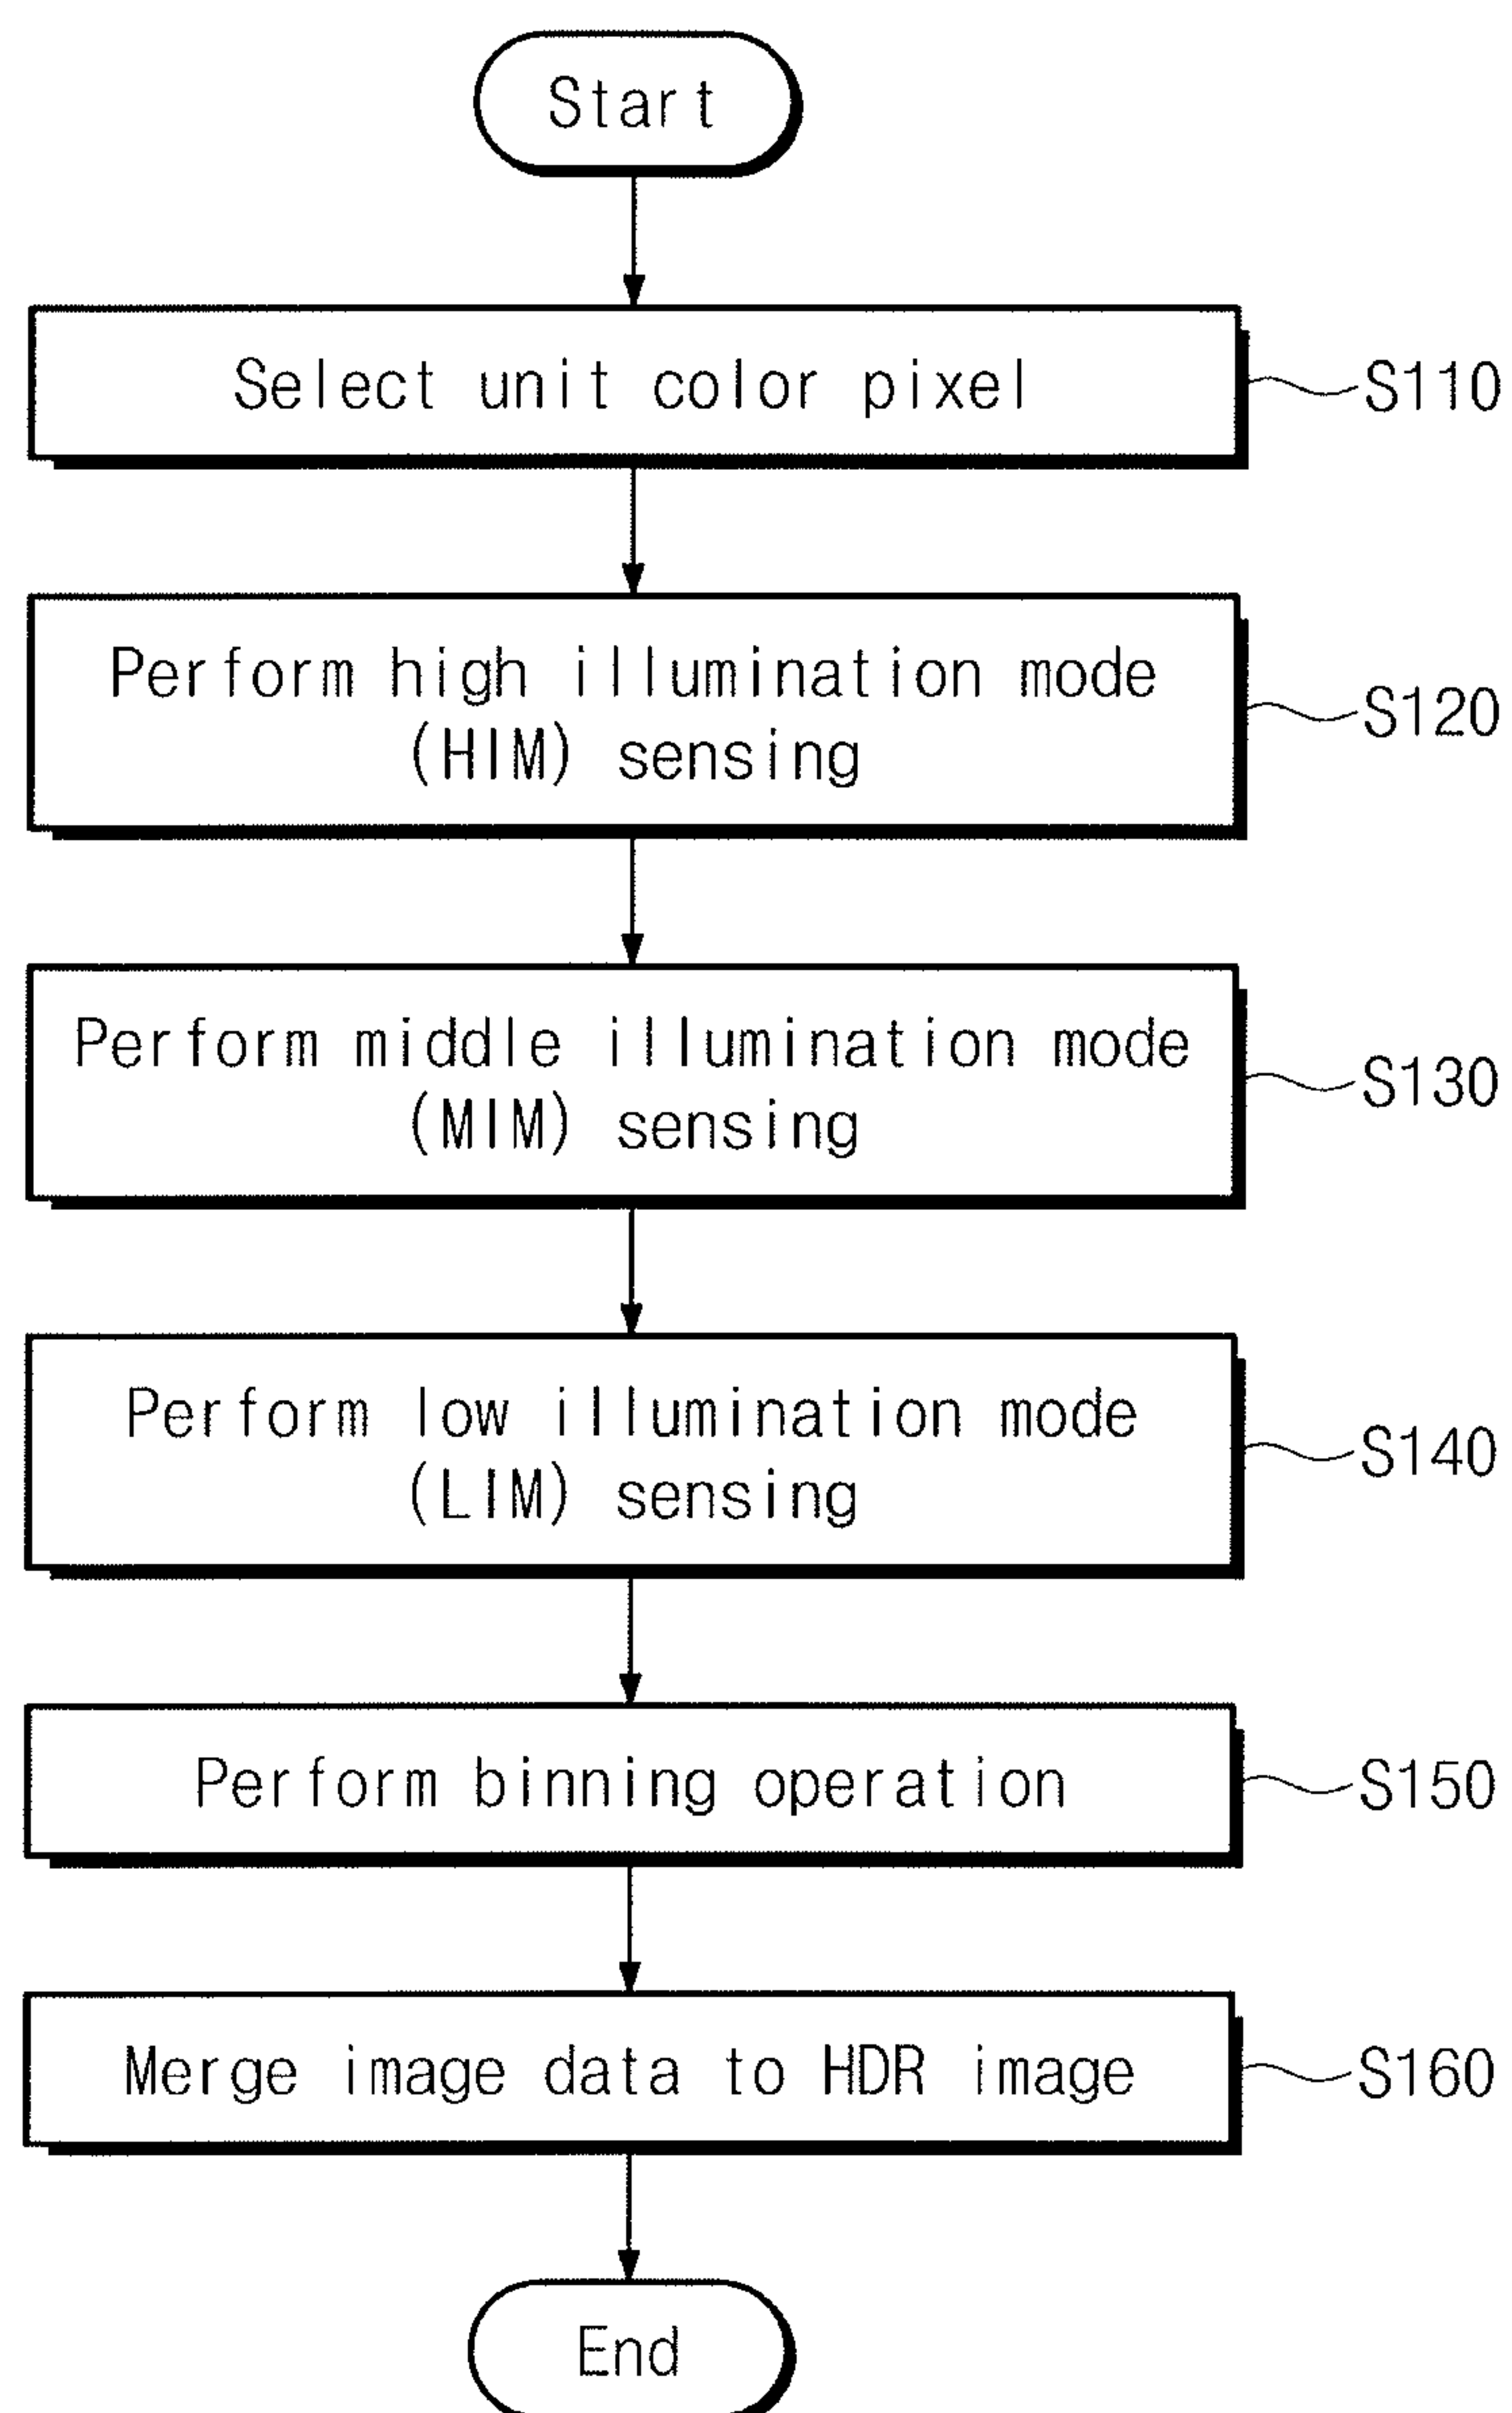 Start
Select unit color pixel
S110
Perform high illumination mode
(HIM) sensing
S120
Perform middle illumination mode
(MIM) sensing
S130
Perform low illumination mode
(LIM) sensing
S140
Perform binning operation
S150
Merge image data to HDR image
S160
End